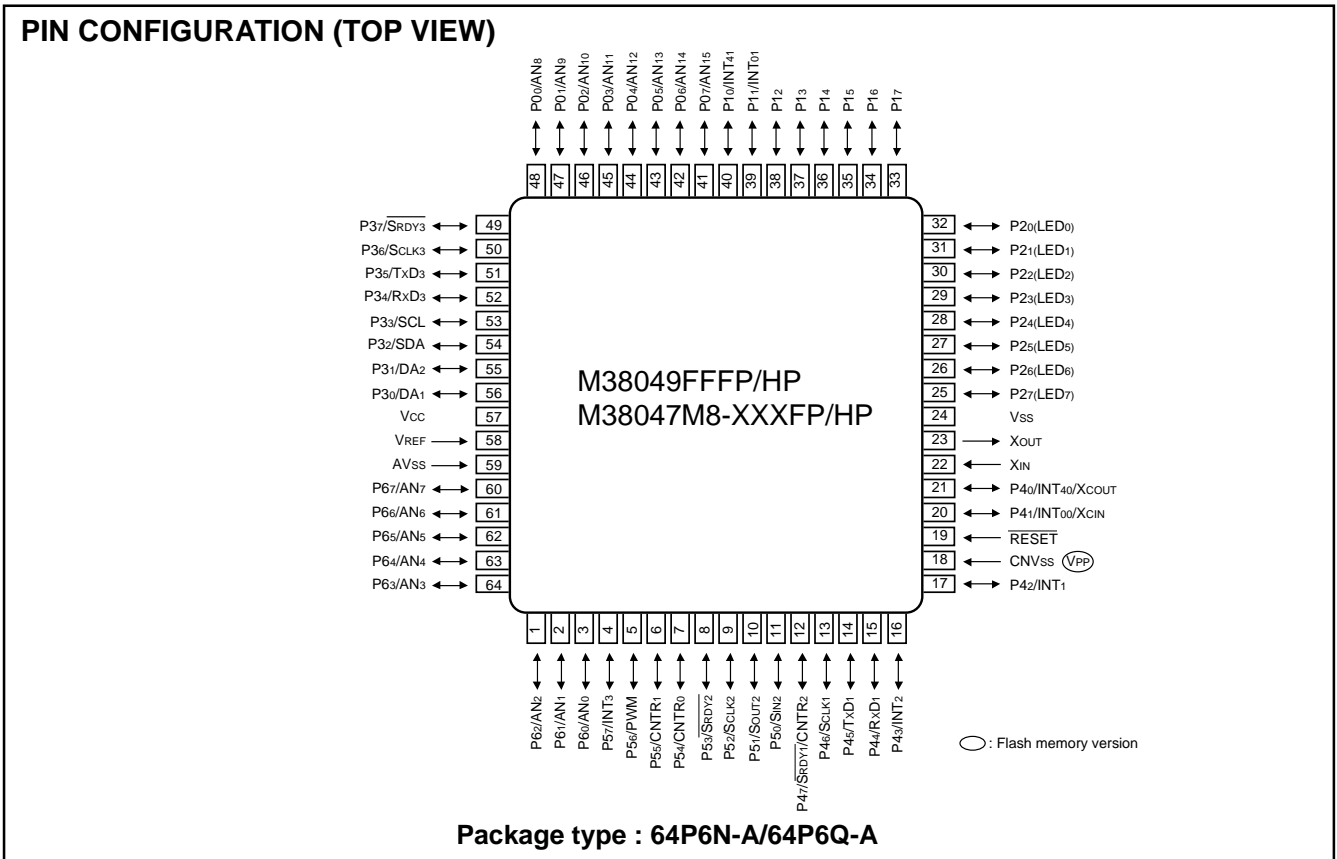 PIN CONFIGURATION (TOP VIEW)
P00/AN8
P01/AN9
P02/AN10
P03/AN11
P04/AN12
P05/AN13
P06/AN14
P07/AN15
P10/INT41
P11/INT01
P12
P13
P14
P15
P16
P17
48 47 46 45 44 43 42 41 40 39 38 37 36 35 34 33
P37/SRDY3 49
P36/SCLK3 50
P35/TxD3 51
P34/RxD3 52
P33/SCL 53
P32/SDA 54
P31/DA2 55
P30/DA1 56
VCC 57
VREF 58
AVSS 59
P67/AN7 60
P66/AN6 61
P65/AN5 62
P64/AN4 63
P63/AN3 64
M38049FFFP/HP
M38047M8-XXXFP/HP
32 P20(LED0)
31 P21(LED1)
30 P22(LED2)
29 P23(LED3)
28 P24(LED4)
27 P25(LED5)
26 P26(LED6)
25 P27(LED7)
24 VSS
23 XOUT
22 XIN
21 P40/INT40/XCOUT
20 P41/INT00/XCIN
19 RESET
18 CNVSS VPP
17 P42/INT1
1 2 3 4 5 6 7 8 9 10 11 12 13 14 15 16
P62/AN2
P61/AN1
P60/AN0
P57/INT3
P56/PWM
P55/CNTR1
P54/CNTR0
P53/SRDY2
P52/SCLK2
P51/SOUT2
P50/SIN2
P47/SRDY1/CNTR2
P46/SCLK1
P45/TxD1
P44/RxD1
P43/INT2
: Flash memory version
Package type : 64P6N-A/64P6Q-A